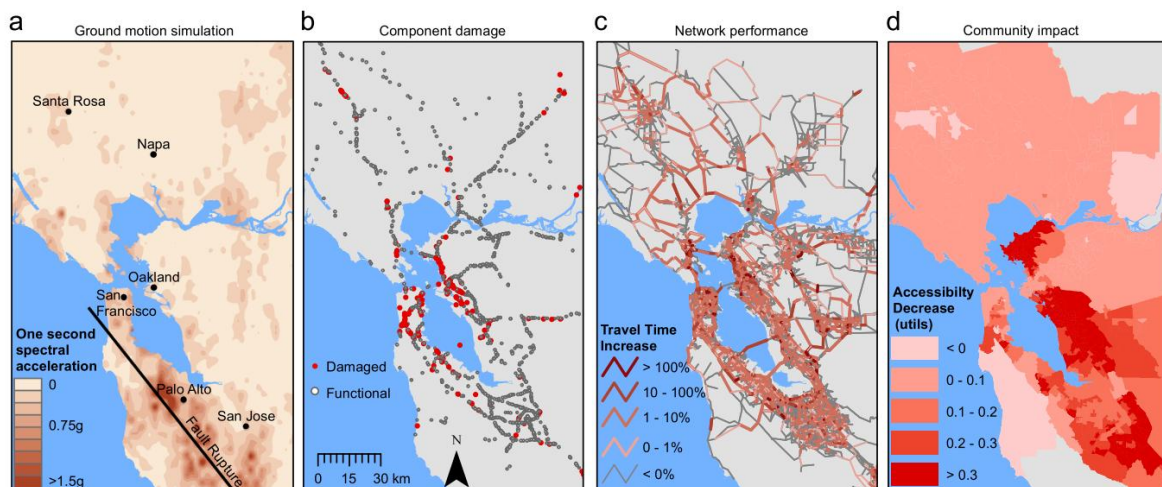 a
Ground motion simulation
Santa Rosa
Napa
Oakland
San
Francisco
One second
spectral
acceleration
0
0.75g
>1.5g
Palo Alto
San Jose
Fault Rupture
b
Component damage
Damaged
Functional
N
0 15 30 km
c
Network performance
Travel Time
Increase
> 100%
10 - 100%
1 - 10%
0 - 1%
< 0%
d
Community impact
Accessibilty
Decrease
(utils)
< 0
0 - 0.1
0.1 - 0.2
0.2 - 0.3
> 0.3